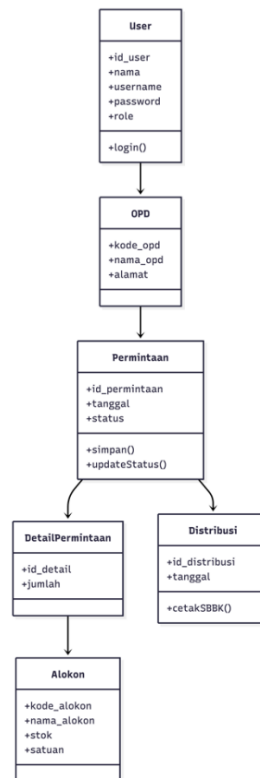 User
+id_user
+nama
+username
+password
+role
+login()
OPD
+kode_opd
+nama_opd
+alamat
Permintaan
+id_permintaan
+tanggal
+status
+simpan()
+updateStatus()
DetailPermintaan
+id_detail
+jumlah
Distribusi
+id_distribusi
+tanggal
+cetakSBBK()
Alokon
+kode_alokon
+nama_alokon
+stok
+satuan